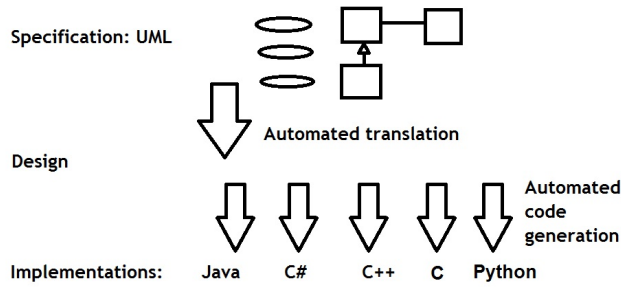 Specification: UML
Automated translation
Design
Automated
code
generation
Implementations: Java C# C++ C Python